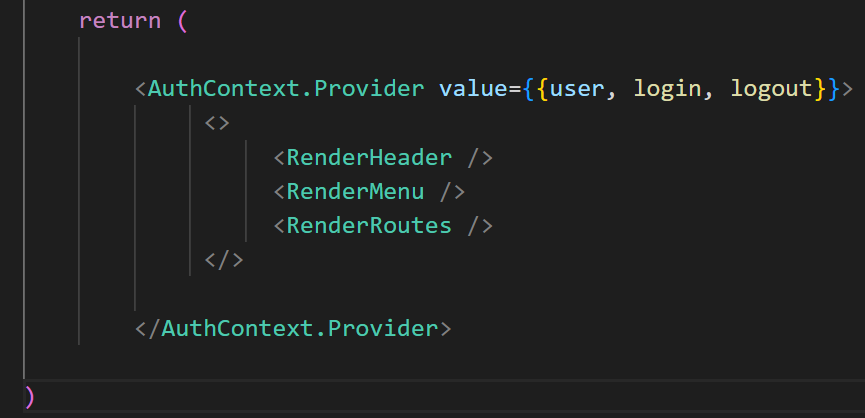 return (
<AuthContext.Provider value={{user, login, logout}}>
<>
<RenderHeader />
<RenderMenu />
<RenderRoutes />
</>
</AuthContext.Provider>
)